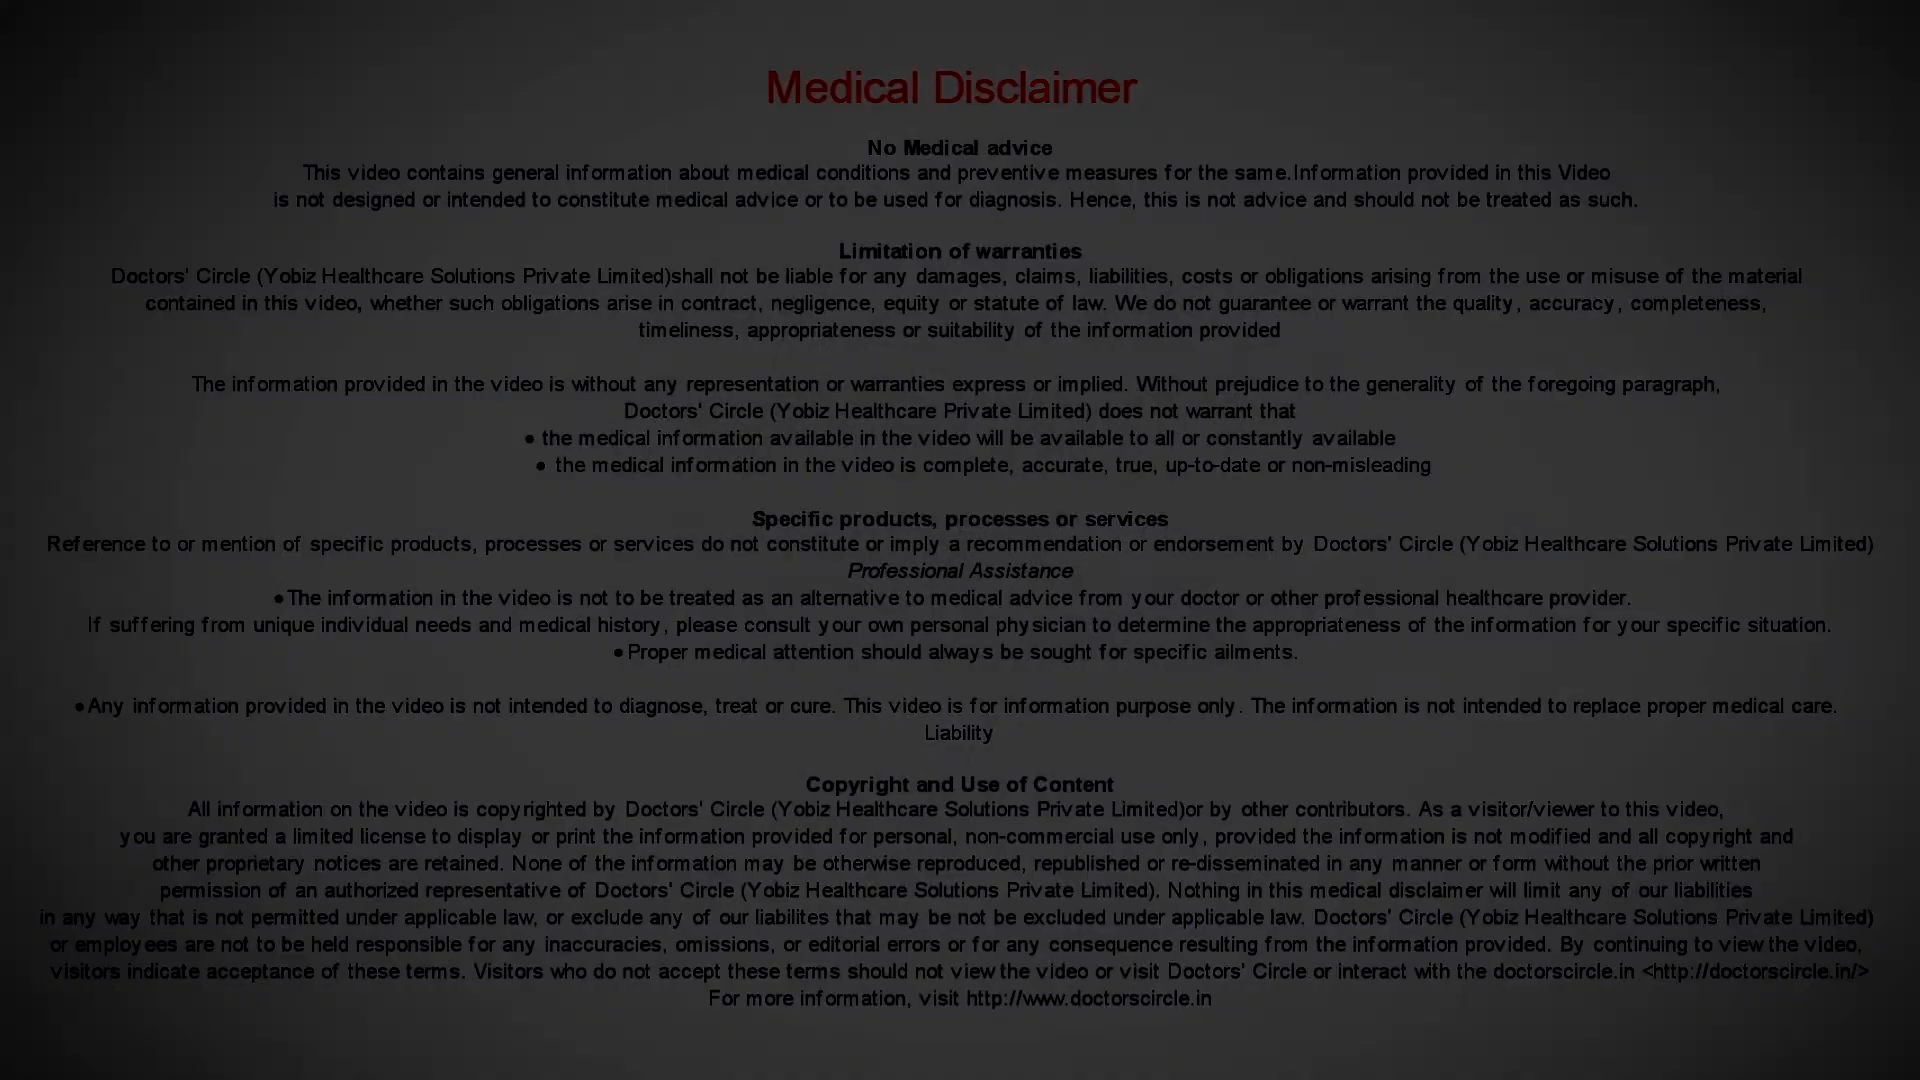 Medical Disclaimer
No Medical advice
This video contains general information about medical conditions and preventive measures for the same.Information provided in this Video
is not designed or intended to constitute medical advice or to be used for diagnosis. Hence, this is not advice and should not be treated as such.
Limitation of warranties
Doctors' Circle (Yobiz Healthcare Solutions Private Limited)shall not be liable for any damages, claims, liabilities, costs or obligations arising from the use or misuse of the material
contained in this video, whether such obligations arise in contract, negligence, equity or statute of law. We do not guarantee or warrant the quality, accuracy, completeness,
timeliness, appropriateness or suitability of the information provided
The information provided in the video is without any representation or warranties express or implied. Without prejudice to the generality of the foregoing paragraph,
Doctors' Circle (Yobiz Healthcare Private Limited) does not warrant that
• the medical information available in the video will be available to all or constantly available
• the medical information in the video is complete, accurate, true, up-to-date or non-misleading
Specific products, processes or services
Reference to or mention of specific products, processes or services do not constitute or imply a recommendation or endorsement by Doctors' Circle (Yobiz Healthcare Solutions Private Limited)
Professional Assistance
•The information in the video is not to be treated as an alternative to medical advice from your doctor or other professional healthcare provider.
If suffering from unique individual needs and medical history, please consult your own personal physician to determine the appropriateness of the information for your specific situation.
•Proper medical attention should always be sought for specific ailments.
•Any information provided in the video is not intended to diagnose, treat or cure. This video is for information purpose only. The information is not intended to replace proper medical care.
Liability
Copyright and Use of Content
All information on the video is copyrighted by Doctors' Circle (Yobiz Healthcare Solutions Private Limited)or by other contributors. As a visitor/viewer to this video,
you are granted a limited license to display or print the information provided for personal, non-commercial use only, provided the information is not modified and all copyright and
other proprietary notices are retained. None of the information may be otherwise reproduced, republished or re-disseminated in any manner or form without the prior written
permission of an authorized representative of Doctors' Circle (Yobiz Healthcare Solutions Private Limited). Nothing in this medical disclaimer will limit any of our liabilities
in any way that is not permitted under applicable law, or exclude any of our liabilites that may be not be excluded under applicable law. Doctors' Circle (Yobiz Healthcare Solutions Private Limited)
or employees are not to be held responsible for any inaccuracies, omissions, or editorial errors or for any consequence resulting from the information provided. By continuing to view the video,
visitors indicate acceptance of these terms. Visitors who do not accept these terms should not view the video or visit Doctors' Circle or interact with the doctorscircle.in <http://doctorscircle.in/>
For more information, visit http://www.doctorscircle.in